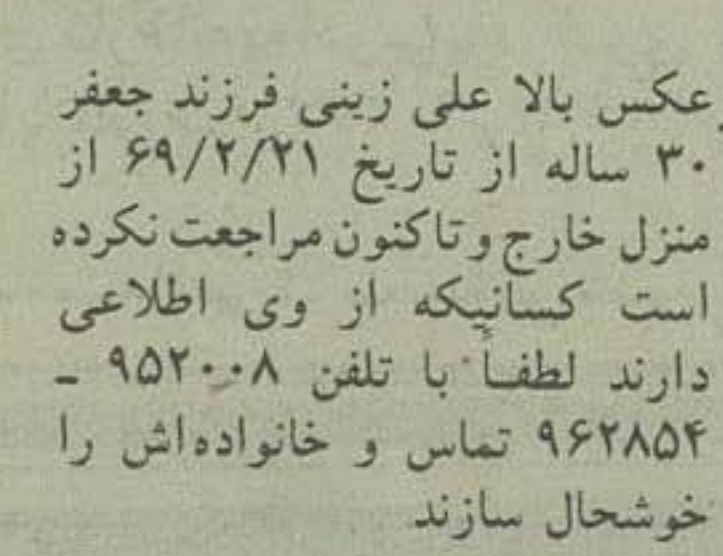 عکس بالا علی زینی فرزند جعفر
۳۰ ساله از تاریخ ۶۹/۲/۲۱ از
منزل خارج وتاکنون مراجعت نکرده
است کسانیکه از وی اطلاعی
دارند لطفاً با تلفن ۹۵۲۰۰۸ -
۹۶۲۸۵۴ تماس و خانواده‌اش را
خوشحال سازند